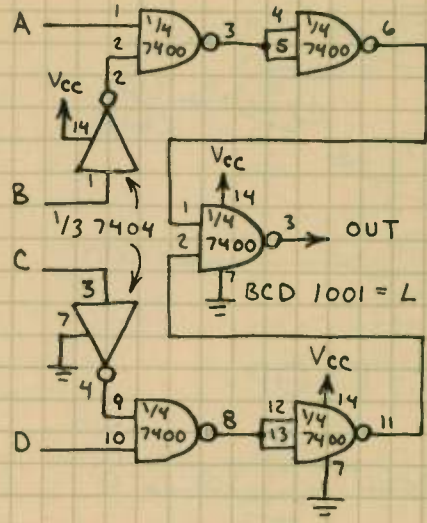 A 1 1/4 7400 3 4 5 1/4 7400 6
2
2
Vcc
14
1
B
1/3 7404
Vcc
14
1 1/4 7400 3 OUT
2
7
BCD 1001 = L
C
3
7
4
Vcc
9 1/4 7400 8 12 13 1/4 7400 14 11
D 10
7